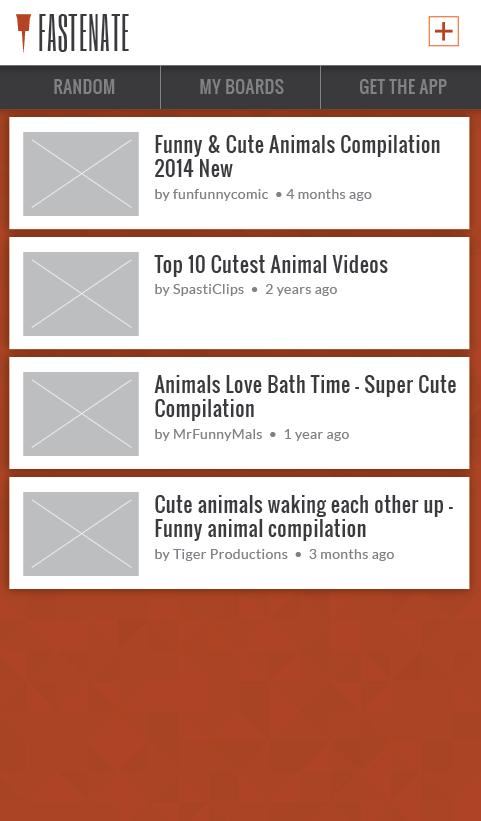 FASTENATE
RANDOM
MY BOARDS
GET THE APP
Funny & Cute Animals Compilation
2014 New
by funfunnycomic • 4 months ago
Top 10 Cutest Animal Videos
by SpastiClips • 2 years ago
Animals Love Bath Time - Super Cute
Compilation
by MrFunnyMals • 1 year ago
Cute animals waking each other up -
Funny animal compilation
by Tiger Productions • 3 months ago